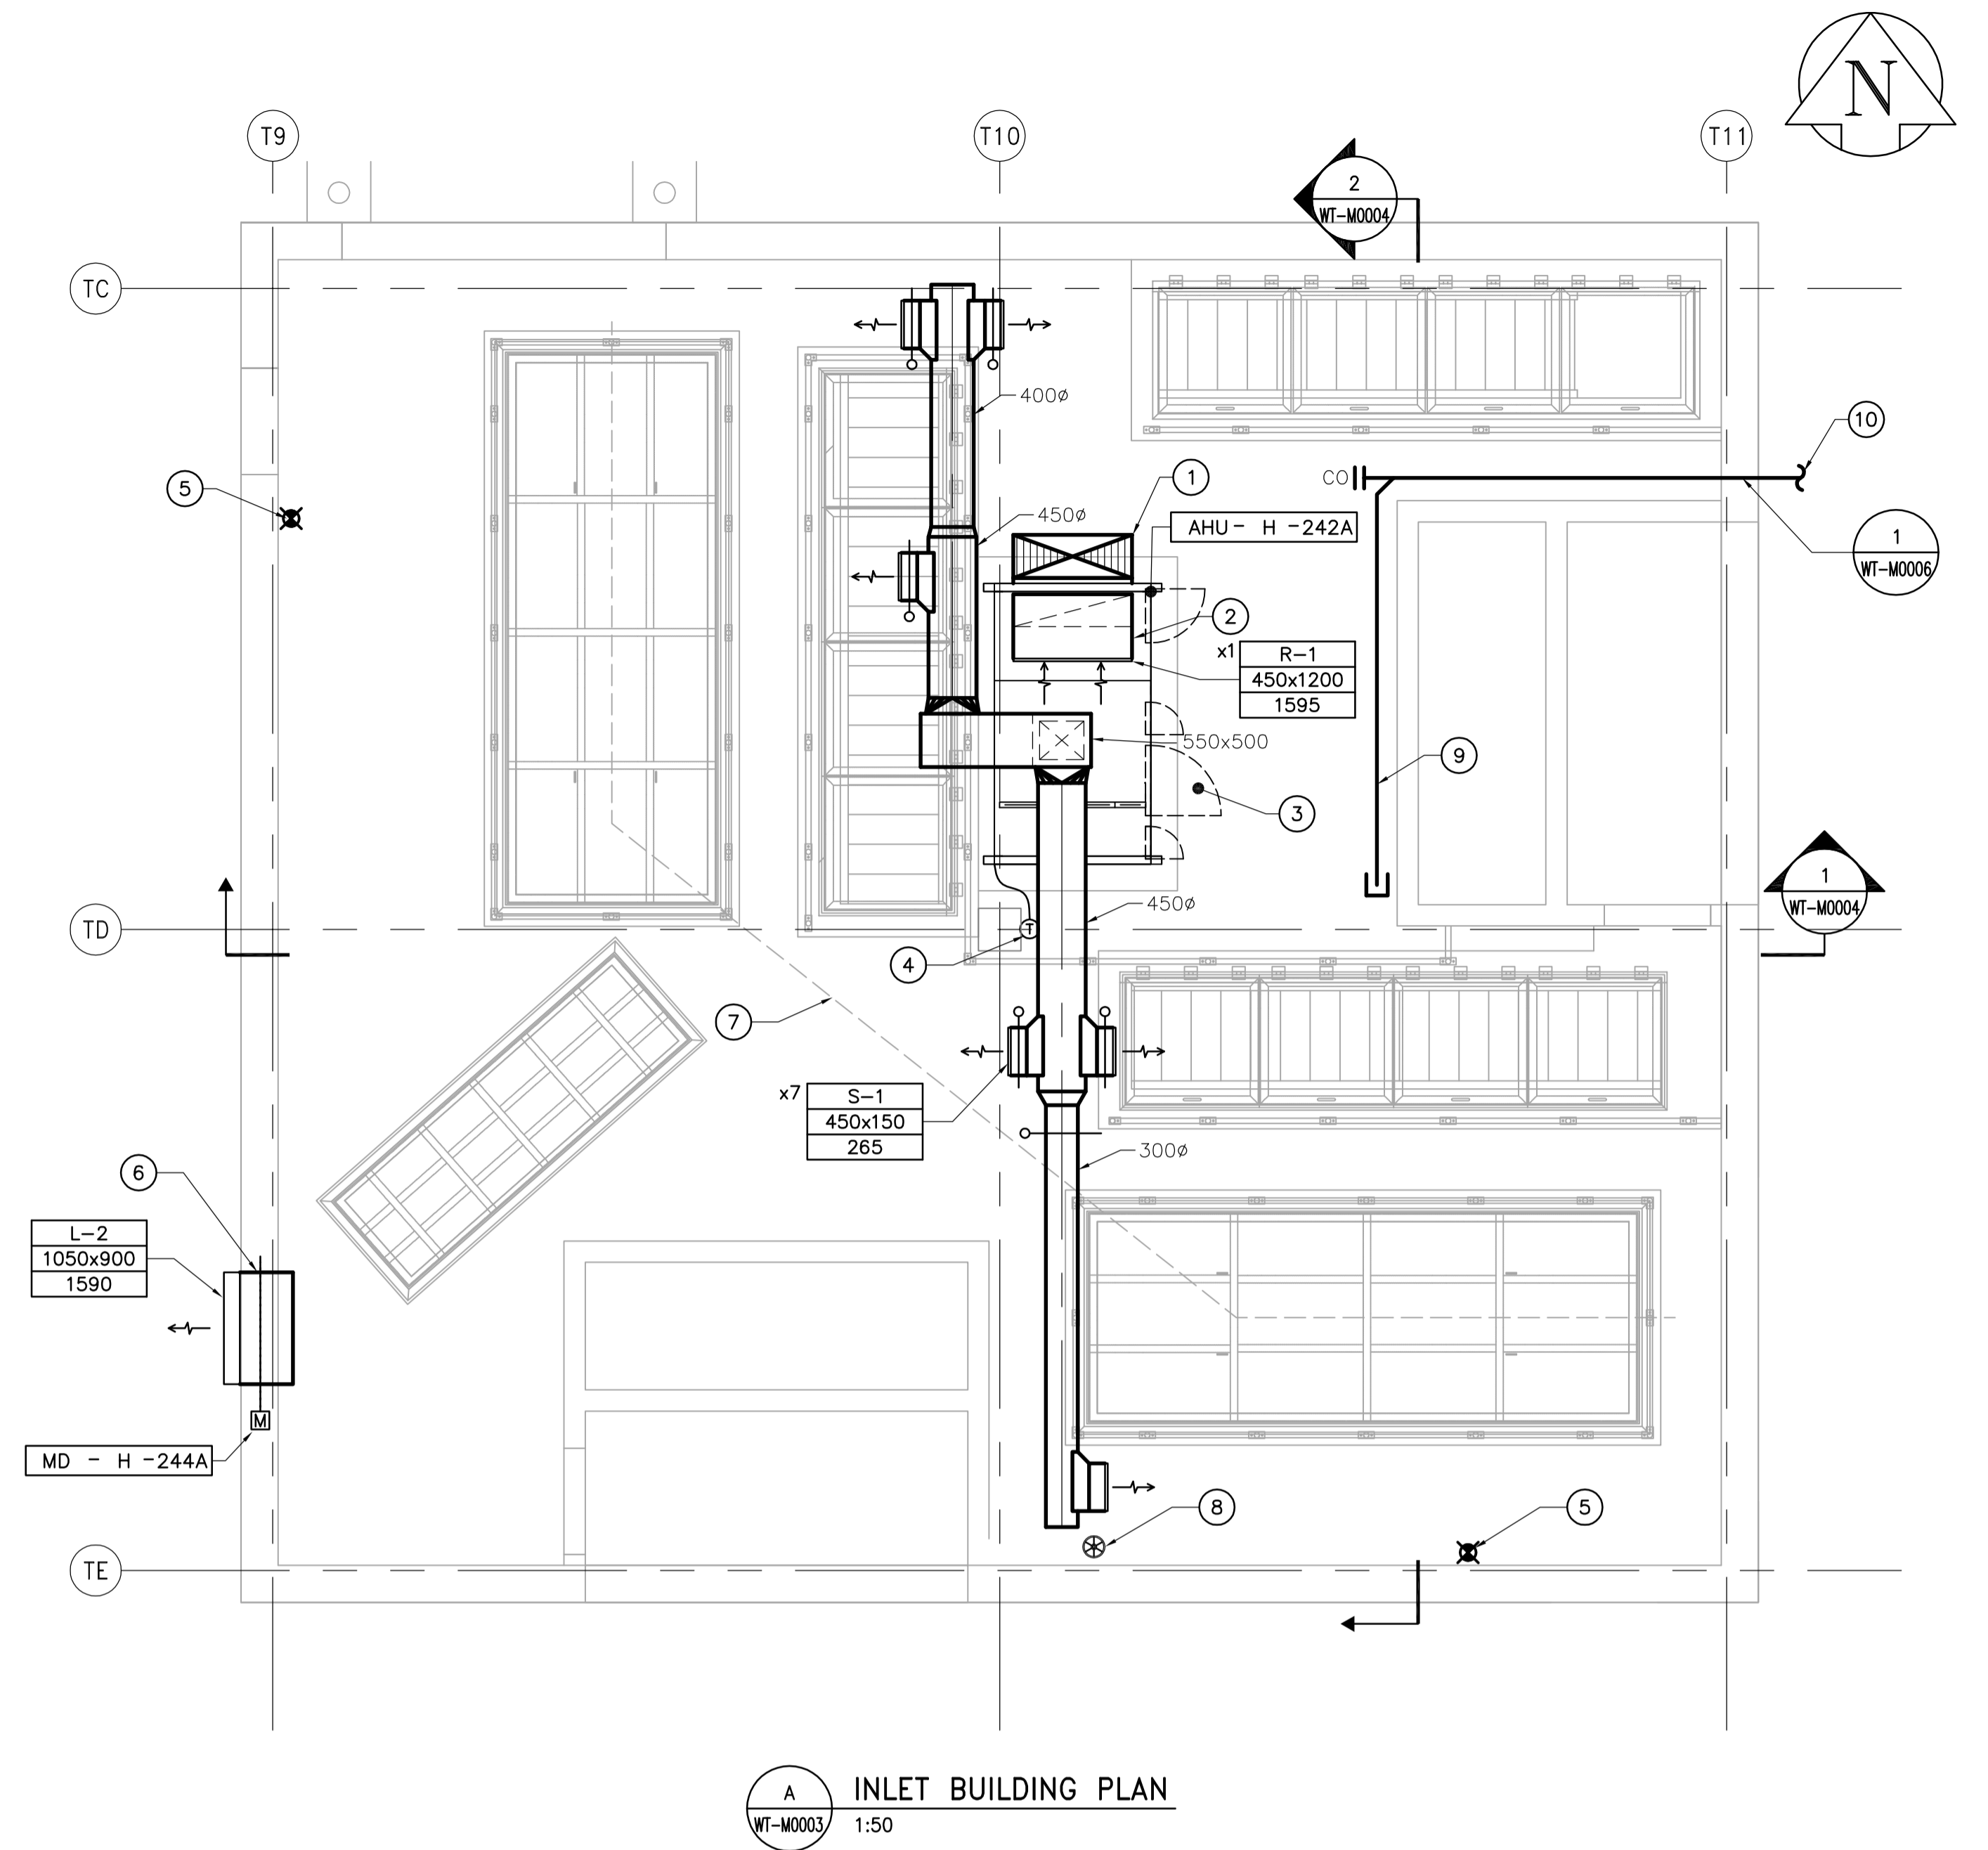 N
T9
T10
T11
2
WT-M0004
TC
400ø
10
1
5
CO
450ø
AHU - H -242A
1
WT-M0006
2
x1
R-1
450x1200
1595
550x500
9
3
1
WT-M0004
450ø
TD
T
4
7
x7
S-1
450x150
265
300ø
6
L-2
1050x900
1590
M
MD - H -244A
8
5
TE
A
WT-M0003
INLET BUILDING PLAN
1:50